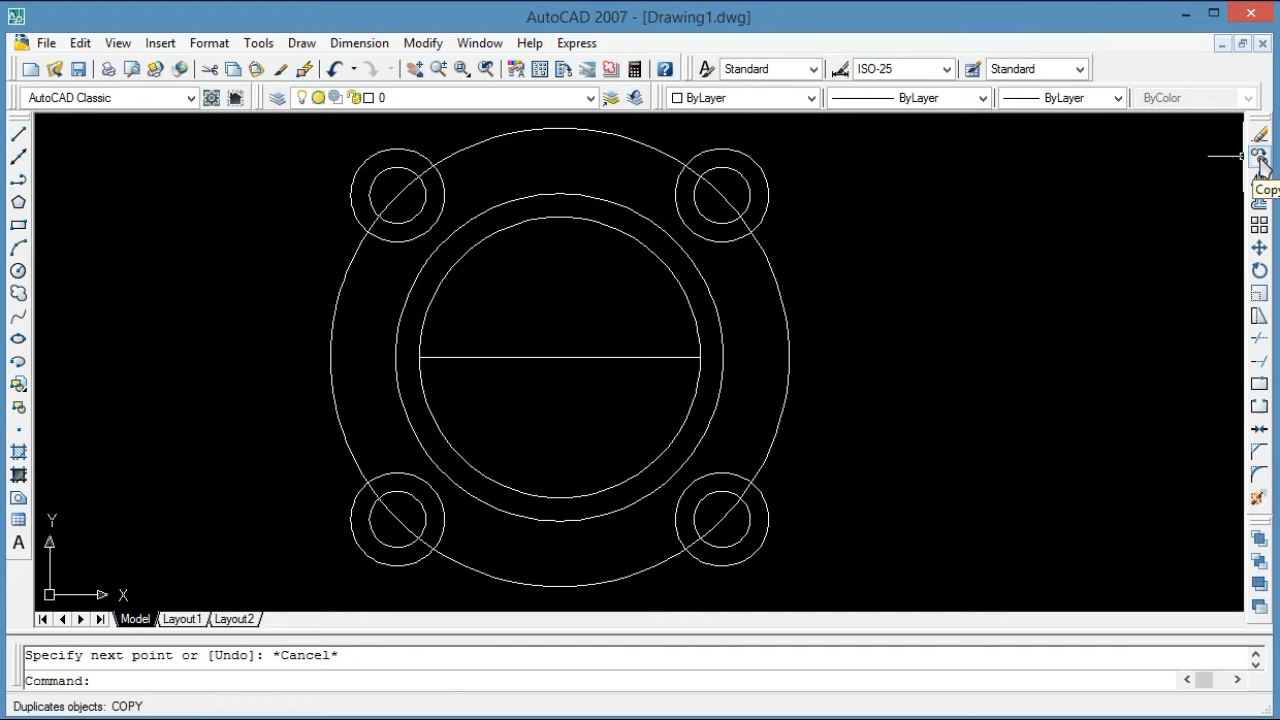 AutoCAD 2007 - [Drawing1.dwg]
File Edit View Insert Format Tools Draw Dimension Modify Window Help Express
Standard ISO-25 Standard
AutoCAD Classic 0 ByLayer ByLayer ByLayer ByColor
Copy
A
Y
X
Model Layout1 Layout2
Specify next point or [Undo]: *Cancel*
Command:
Duplicates objects: COPY